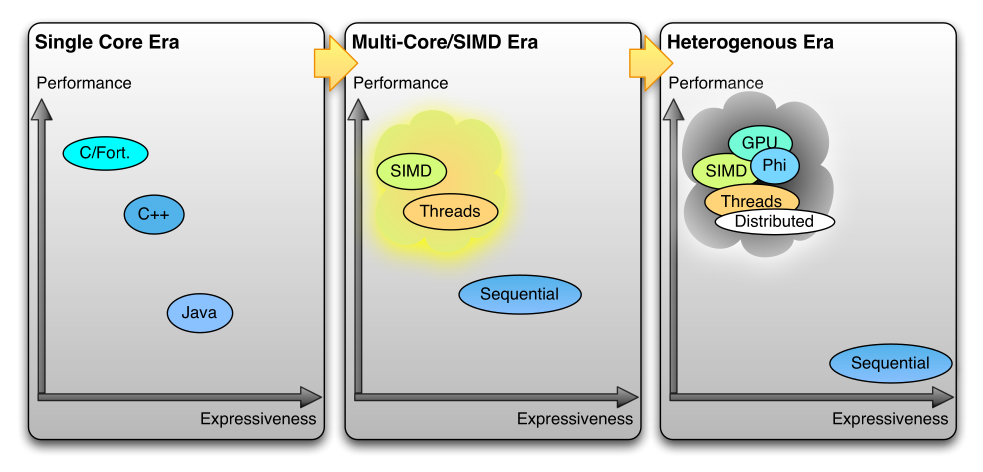 Single Core Era
Performance
C/Fort.
C++
Java
Expressiveness
Multi-Core/SIMD Era
Performance
SIMD
Threads
Sequential
Expressiveness
Heterogenous Era
Performance
GPU
Phi
SIMD
Threads
Distributed
Sequential
Expressiveness